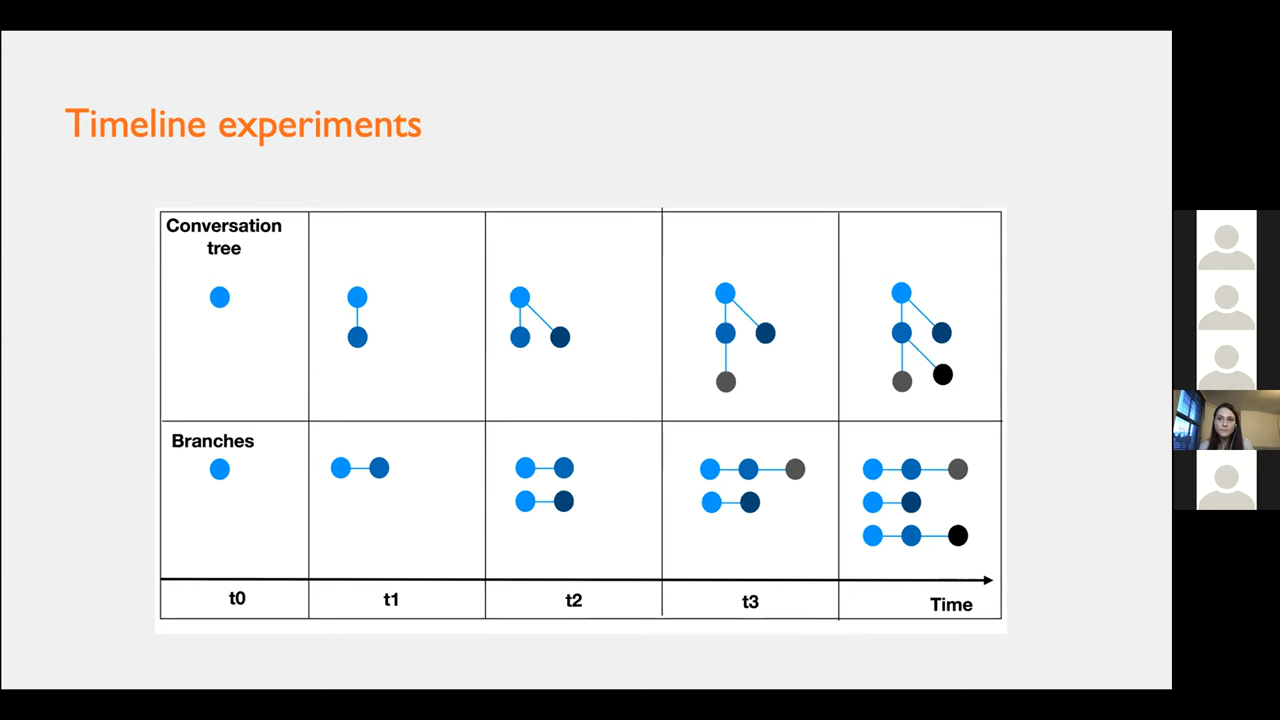 Timeline experiments
Conversation
tree
Branches
t0
t1
t2
t3
Time